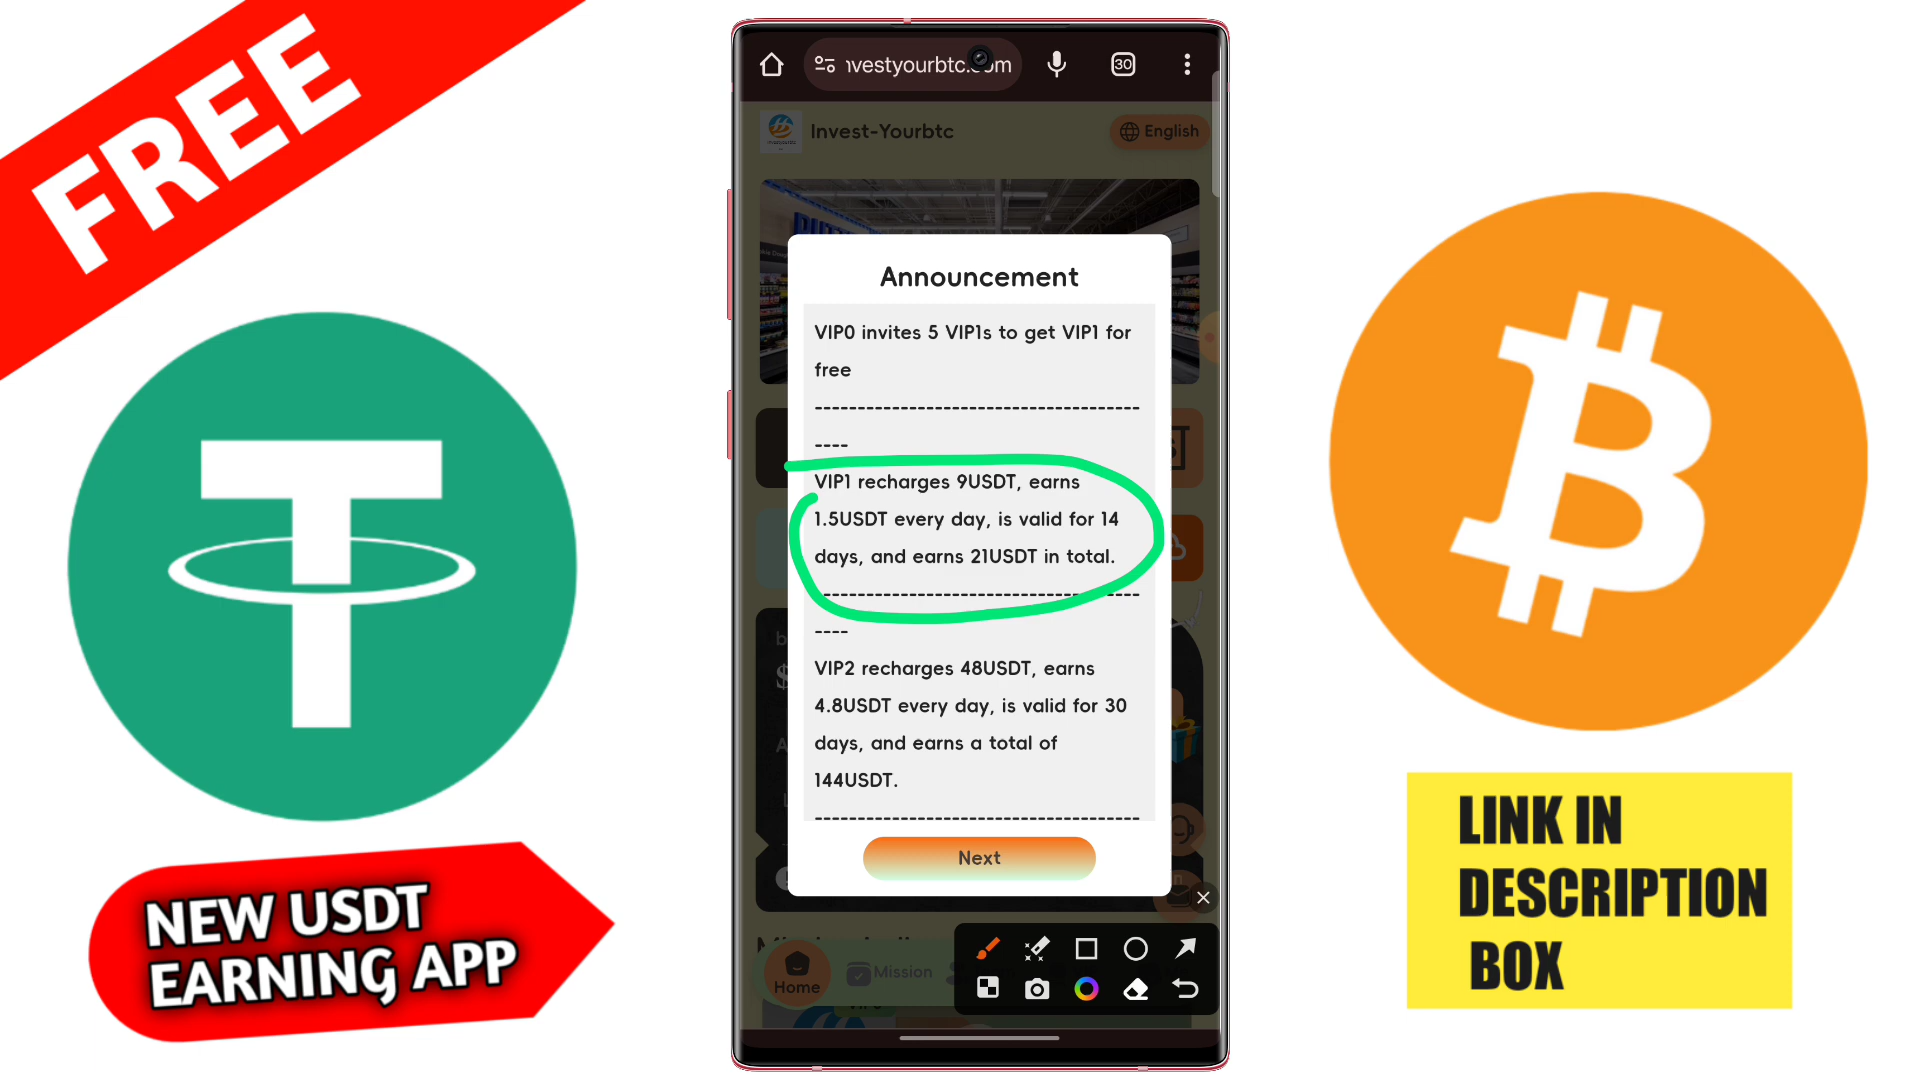 FREE
NEW USDT
EARNING APP
nvestyourbtc.com
30
Invest-Yourbtc
English
Announcement
VIP0 invites 5 VIP1s to get VIP1 for
free
--------------------------------------
----
VIP1 recharges 9USDT, earns
1.5USDT every day, is valid for 14
days, and earns 21USDT in total.
--------------------------------------
----
VIP2 recharges 48USDT, earns
4.8USDT every day, is valid for 30
days, and earns a total of
144USDT.
--------------------------------------
Next
Home
Mission
LINK IN
DESCRIPTION
BOX